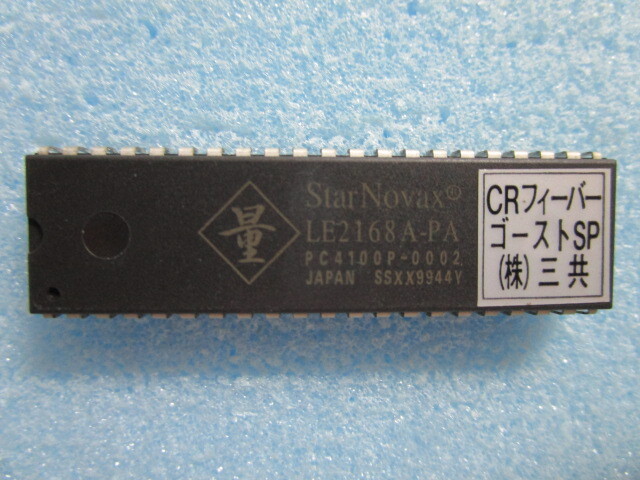 量
StarNovax®
LE2168A-PA
PC4100P-0002
JAPAN SSXX9944Y
CRフィーバー
ゴーストSP
(株)三共